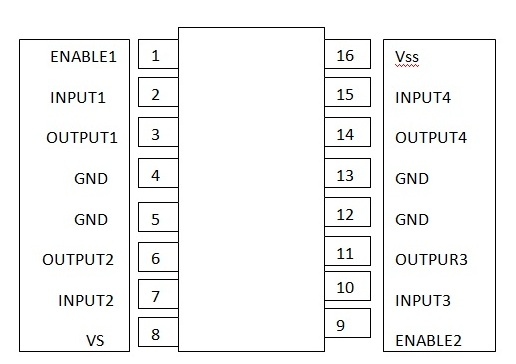 ENABLE1 1 16 Vss
INPUT1 2 15 INPUT4
OUTPUT1 3 14 OUTPUT4
GND 4 13 GND
GND 5 12 GND
OUTPUT2 6 11 OUTPUR3
INPUT2 7 10 INPUT3
VS 8 9 ENABLE2